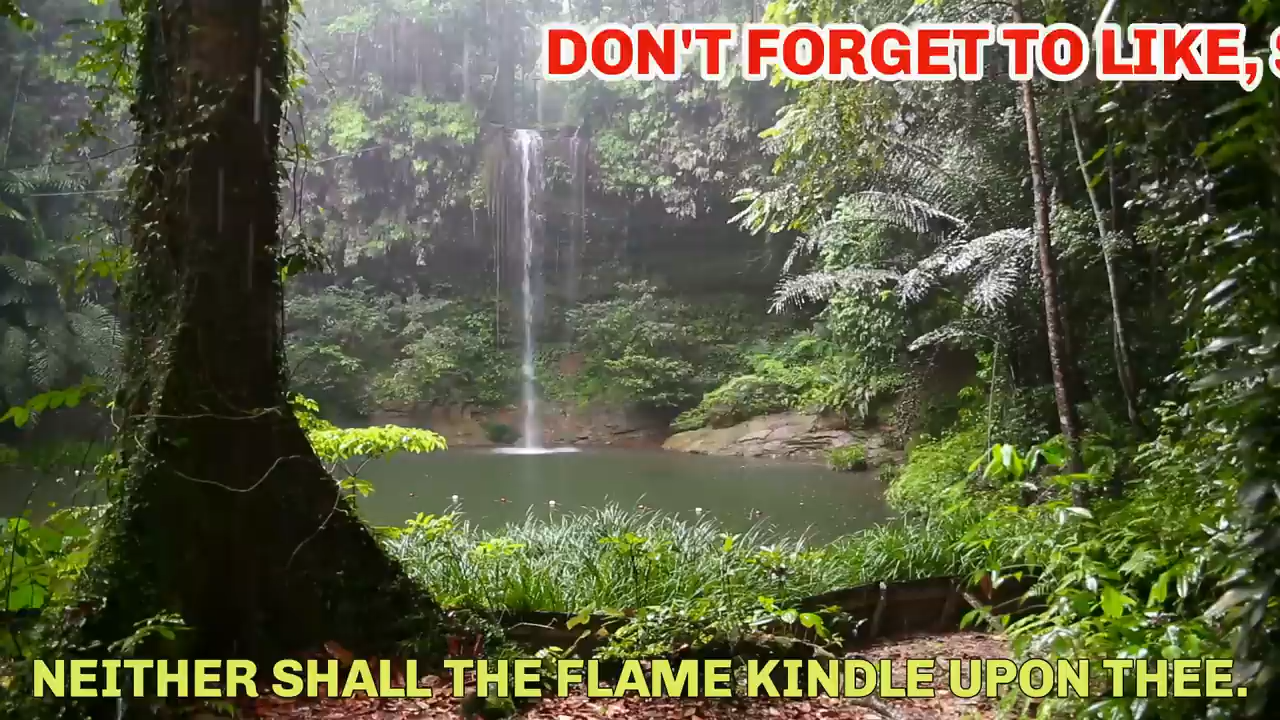 DON'T FORGET TO LIKE,
NEITHER SHALL THE FLAME KINDLE UPON THEE.